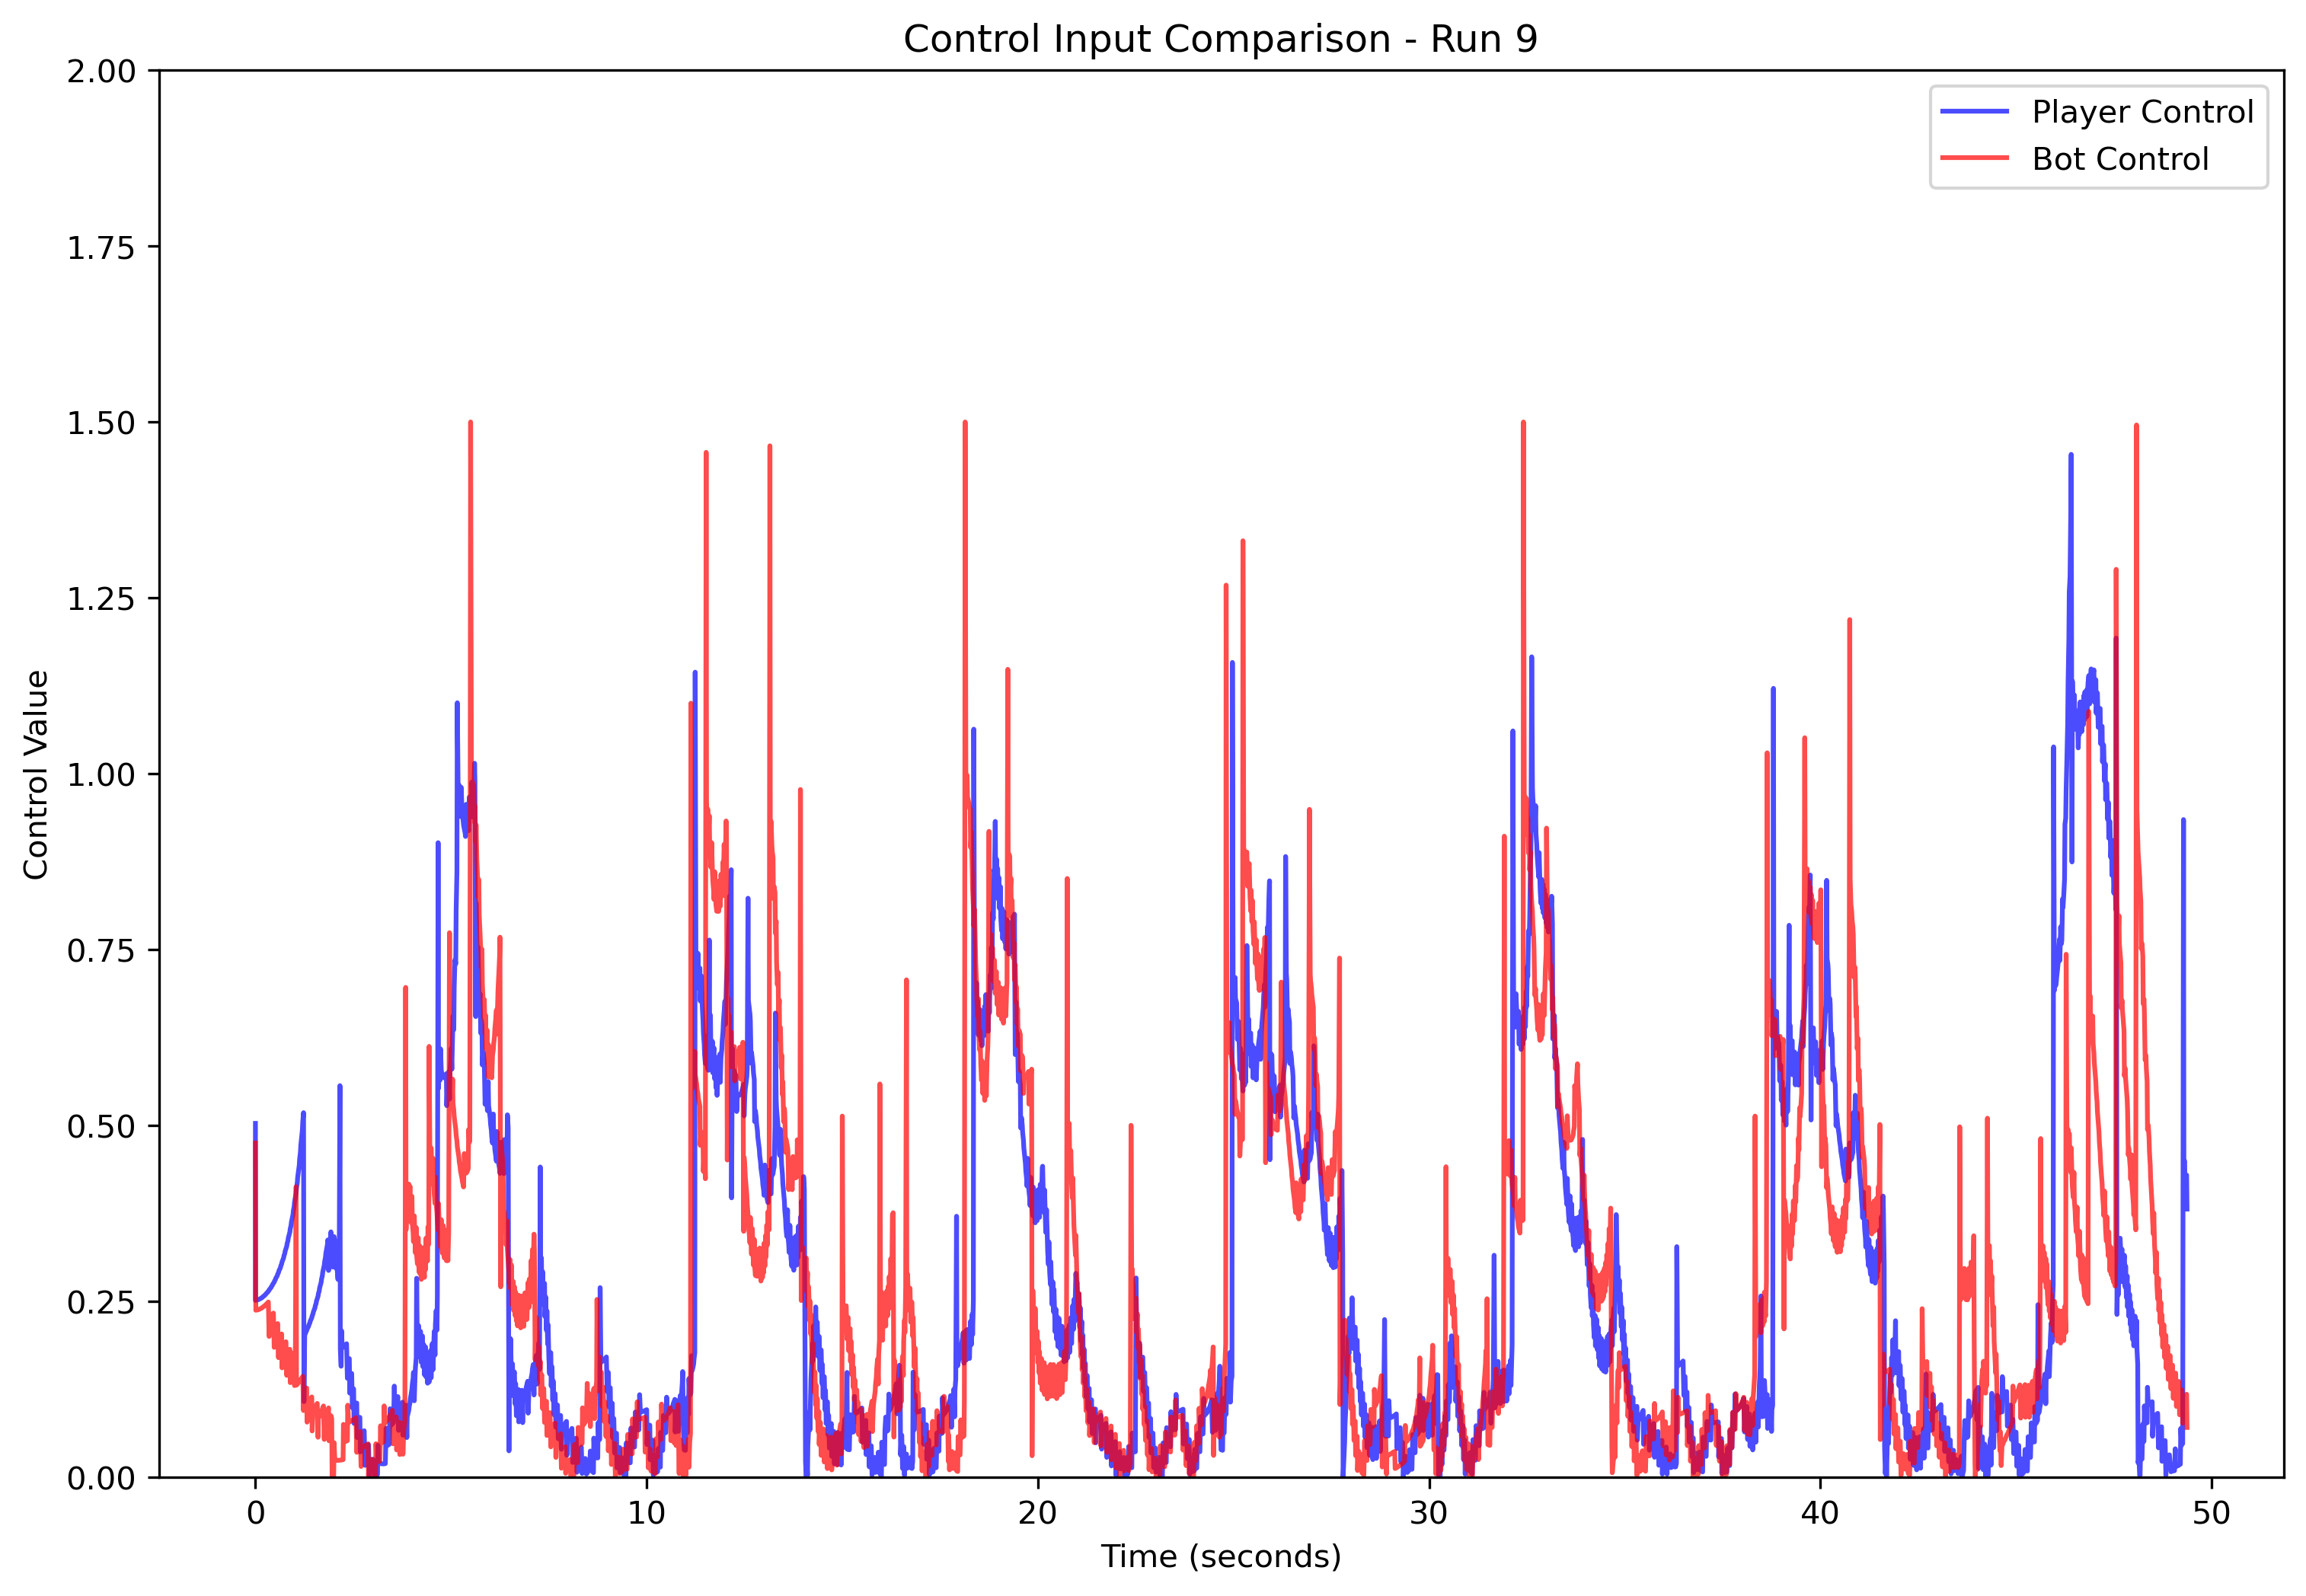 Control Input Comparison - Run 9
Player Control
Bot Control
Control Value
2.00
1.75
1.50
1.25
1.00
0.75
0.50
0.25
0.00
0 10 20 30 40 50
Time (seconds)